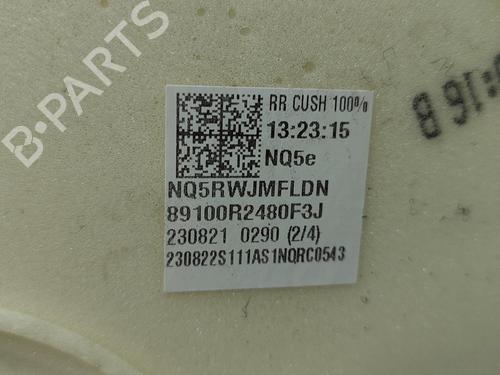 RR CUSH 100%
13:23:15
NQ5e
NQ5RWJMFLDN
89100R2480F3J
230821 0290 (2/4)
230822S111AS1NQRC0543
B-PARTS